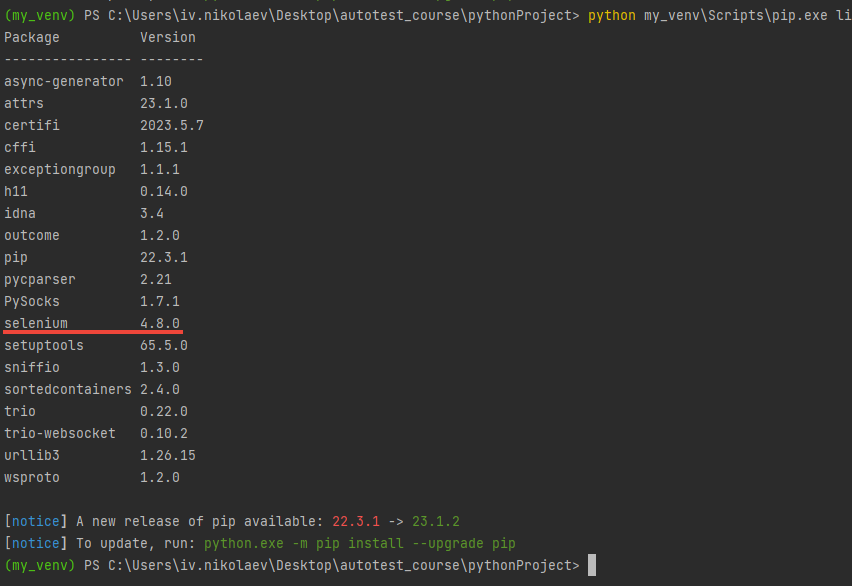 (my_venv) PS C:\Users\iv.nikolaev\Desktop\autotest_course\pythonProject> python my_venv\Scripts\pip.exe li
Package          Version
---------------- --------
async-generator  1.10
attrs            23.1.0
certifi          2023.5.7
cffi             1.15.1
exceptiongroup   1.1.1
h11              0.14.0
idna             3.4
outcome          1.2.0
pip              22.3.1
pycparser        2.21
PySocks          1.7.1
selenium         4.8.0
setuptools       65.5.0
sniffio          1.3.0
sortedcontainers 2.4.0
trio             0.22.0
trio-websocket   0.10.2
urllib3          1.26.15
wsproto          1.2.0
[notice] A new release of pip available: 22.3.1 -> 23.1.2
[notice] To update, run: python.exe -m pip install --upgrade pip
(my_venv) PS C:\Users\iv.nikolaev\Desktop\autotest_course\pythonProject>